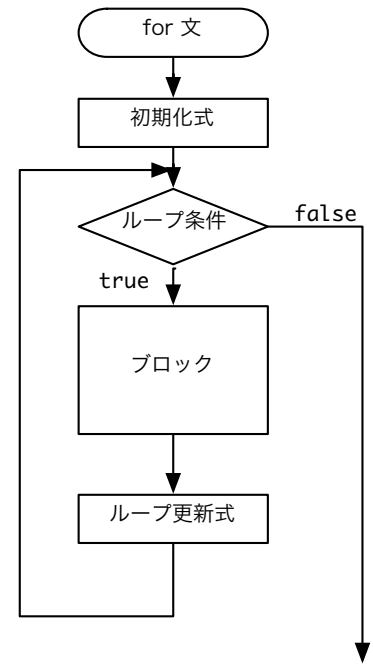 for 文
初期化式
ループ条件
false
true
ブロック
ループ更新式